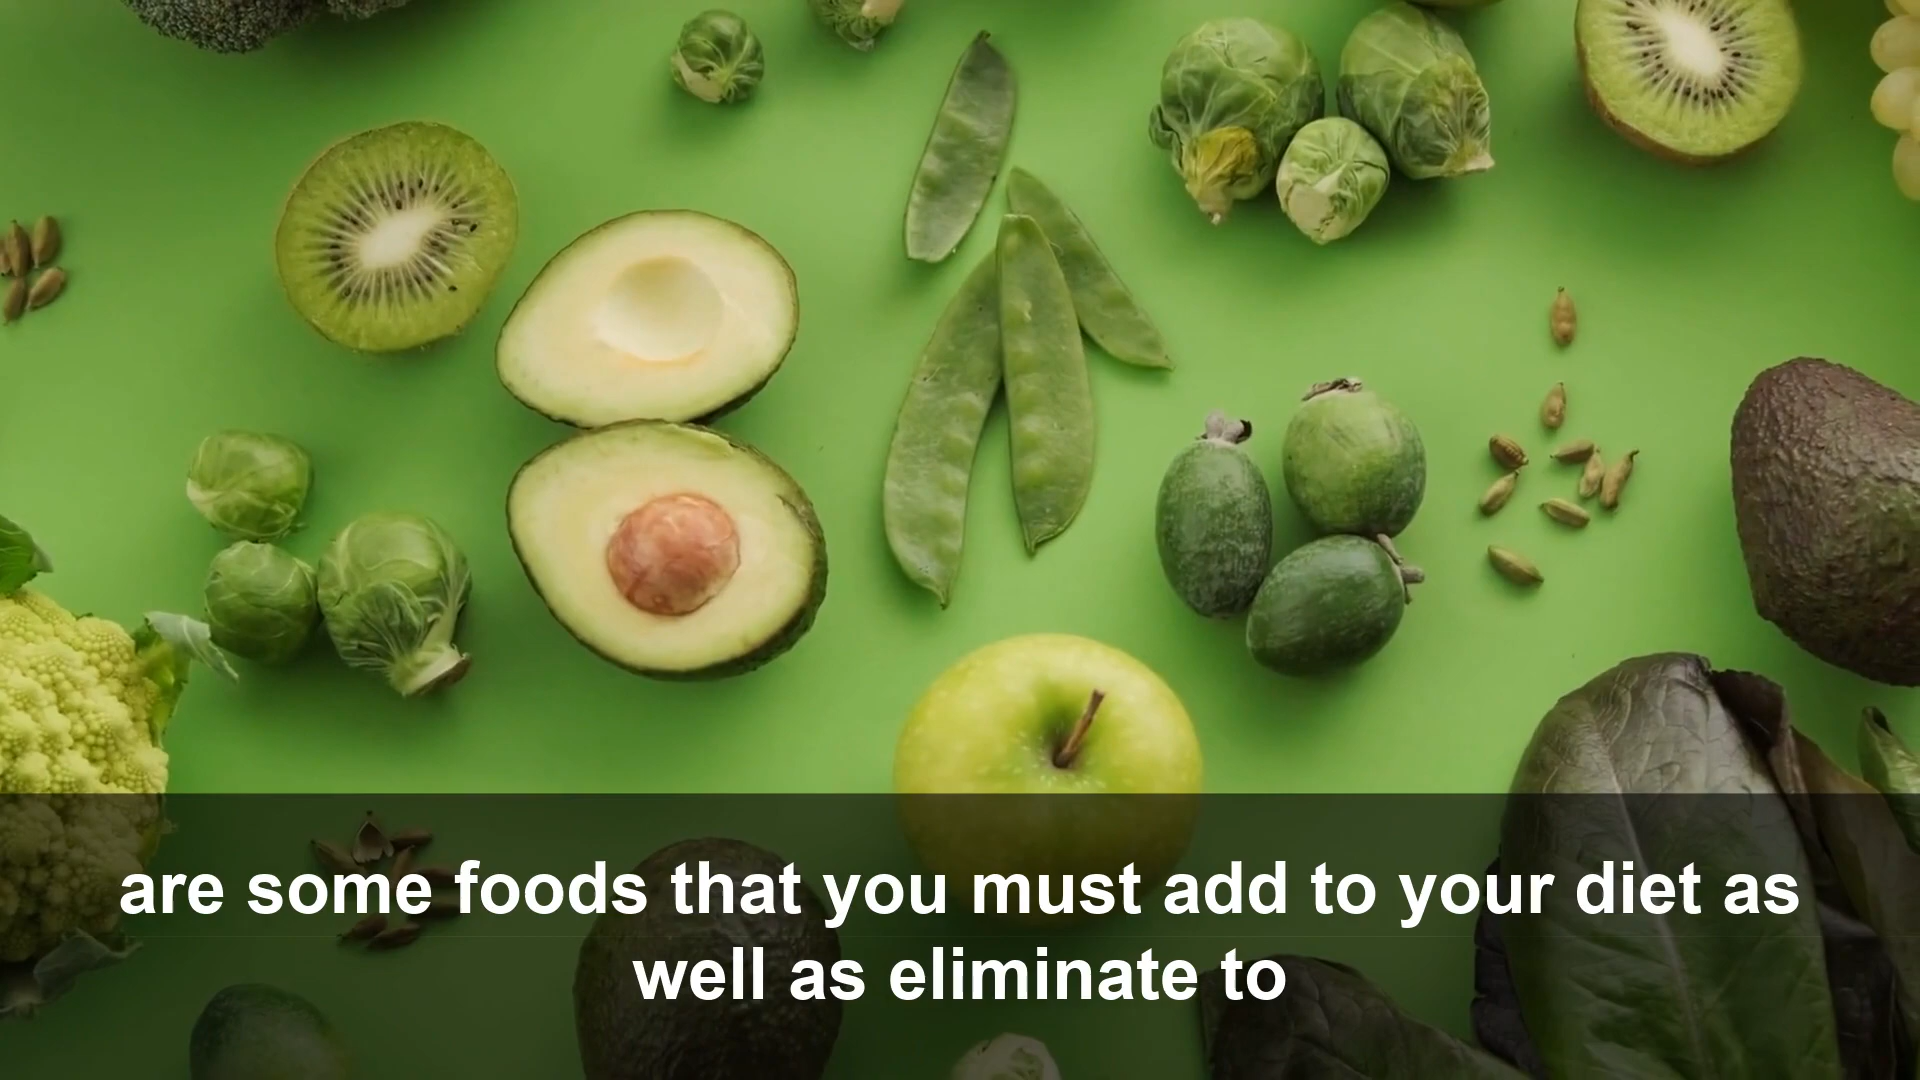 are some foods that you must add to your diet as
well as eliminate to